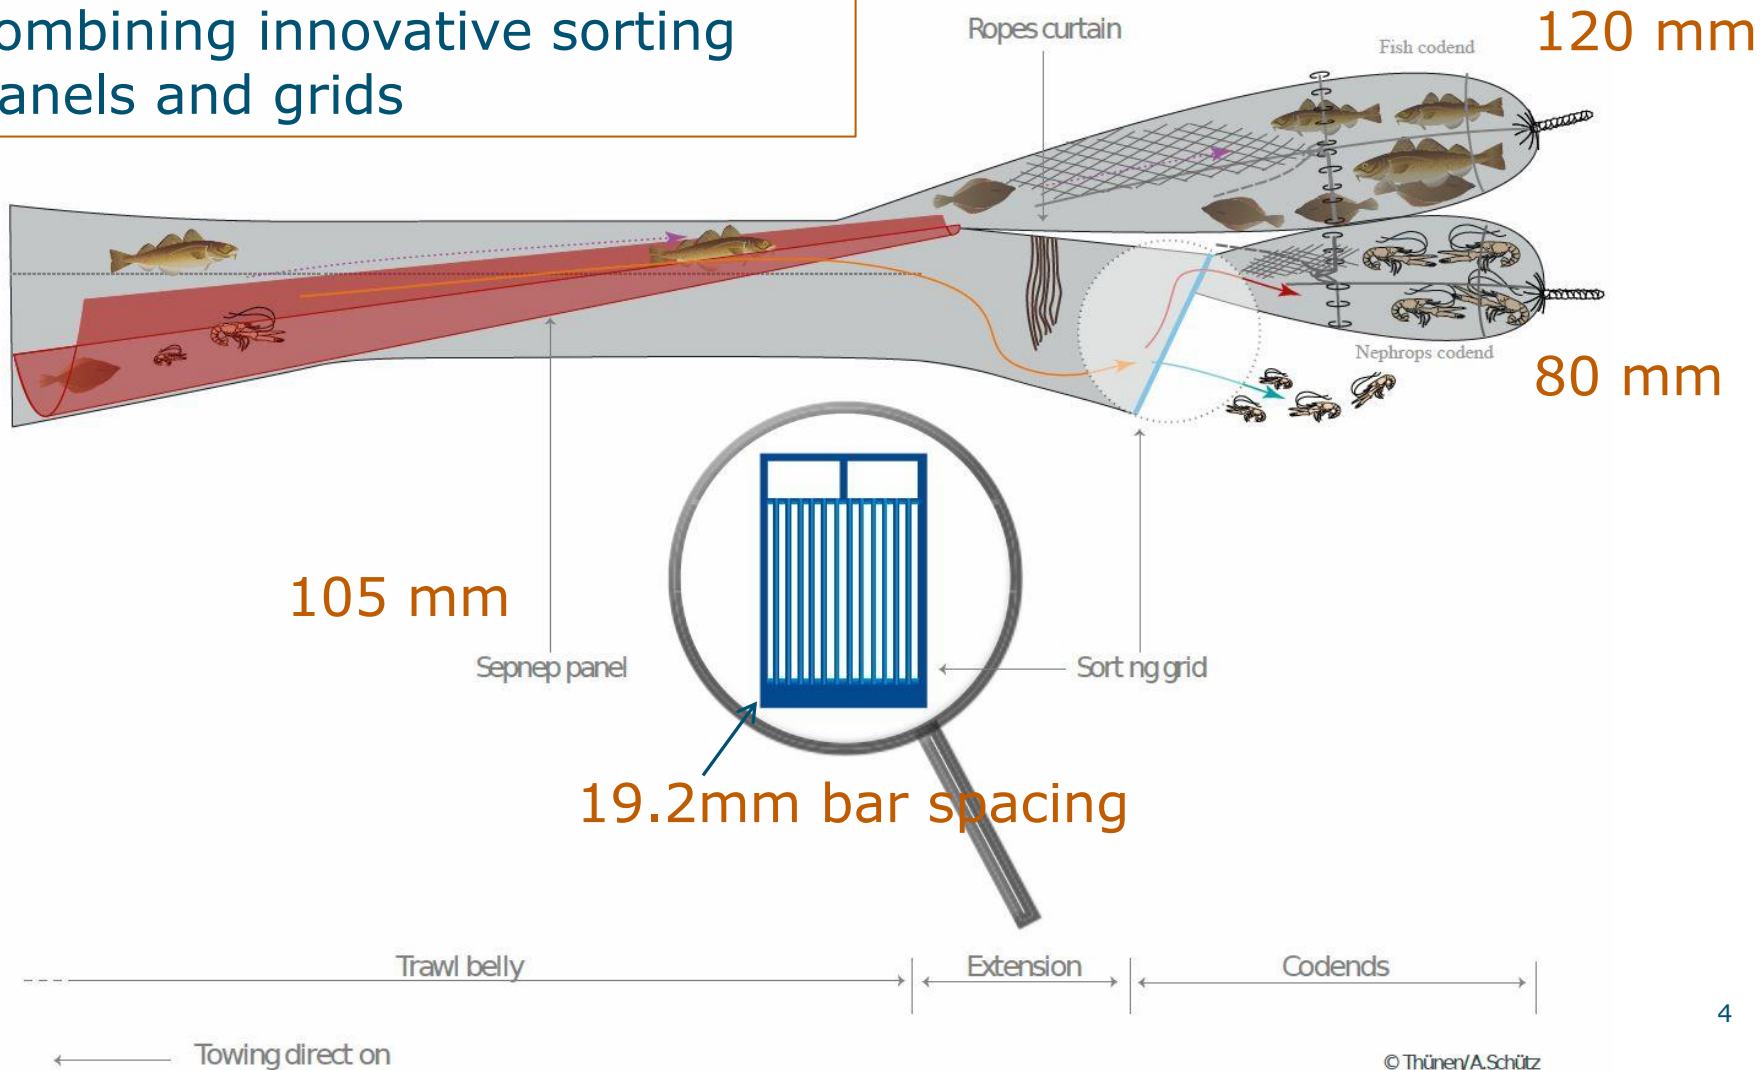 ombining innovative sorting
anels and grids
Ropes curtain
Fish codend
120 mm
Nephrops codend
80 mm
105 mm
Sepnep panel
Sort ng grid
19.2mm bar spacing
Trawl belly
Extension
Codends
4
Towing direct on
© Thünen/A.Schütz